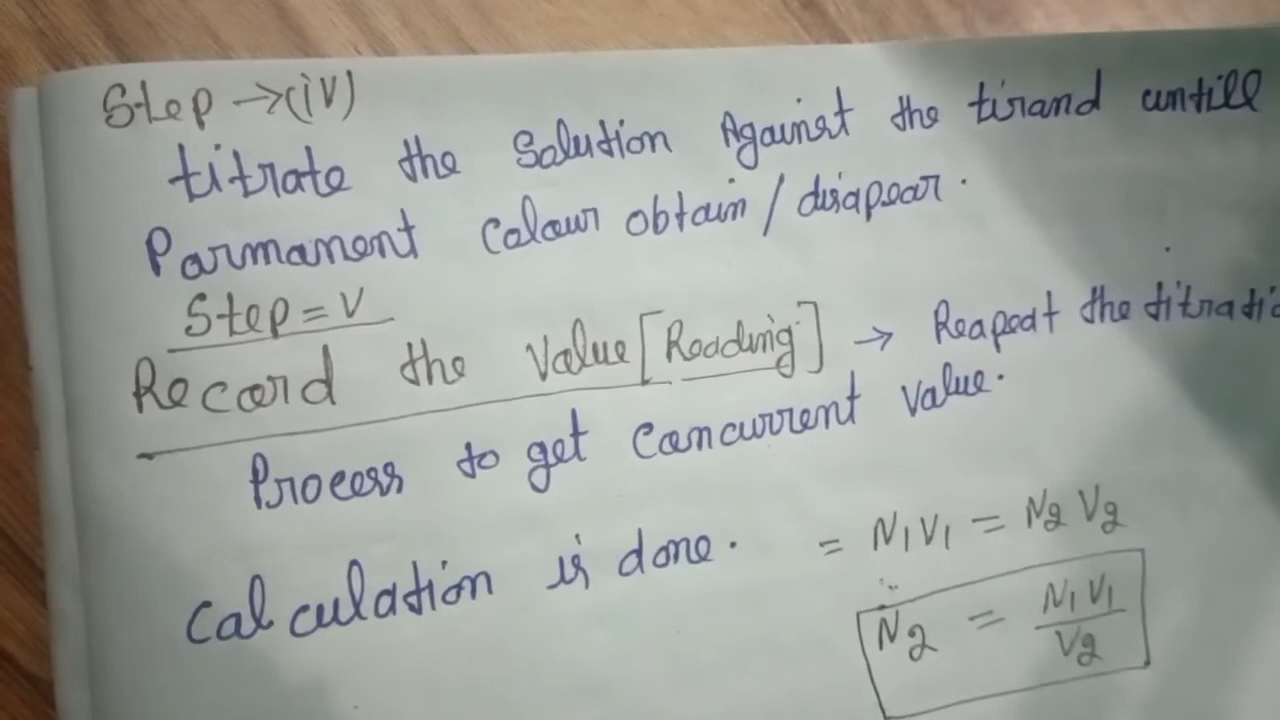 Step →(iv)
titrate the Solution Against the tirand untill
Parmanent Colour obtain / disapear.
Step = V
Record the Value [Reading] → Reapeat the titratio
Process to get Concurrent Value.
Calculation is done. = N₁V₁ = N₂V₂
N₂ = N₁V₁/V₂